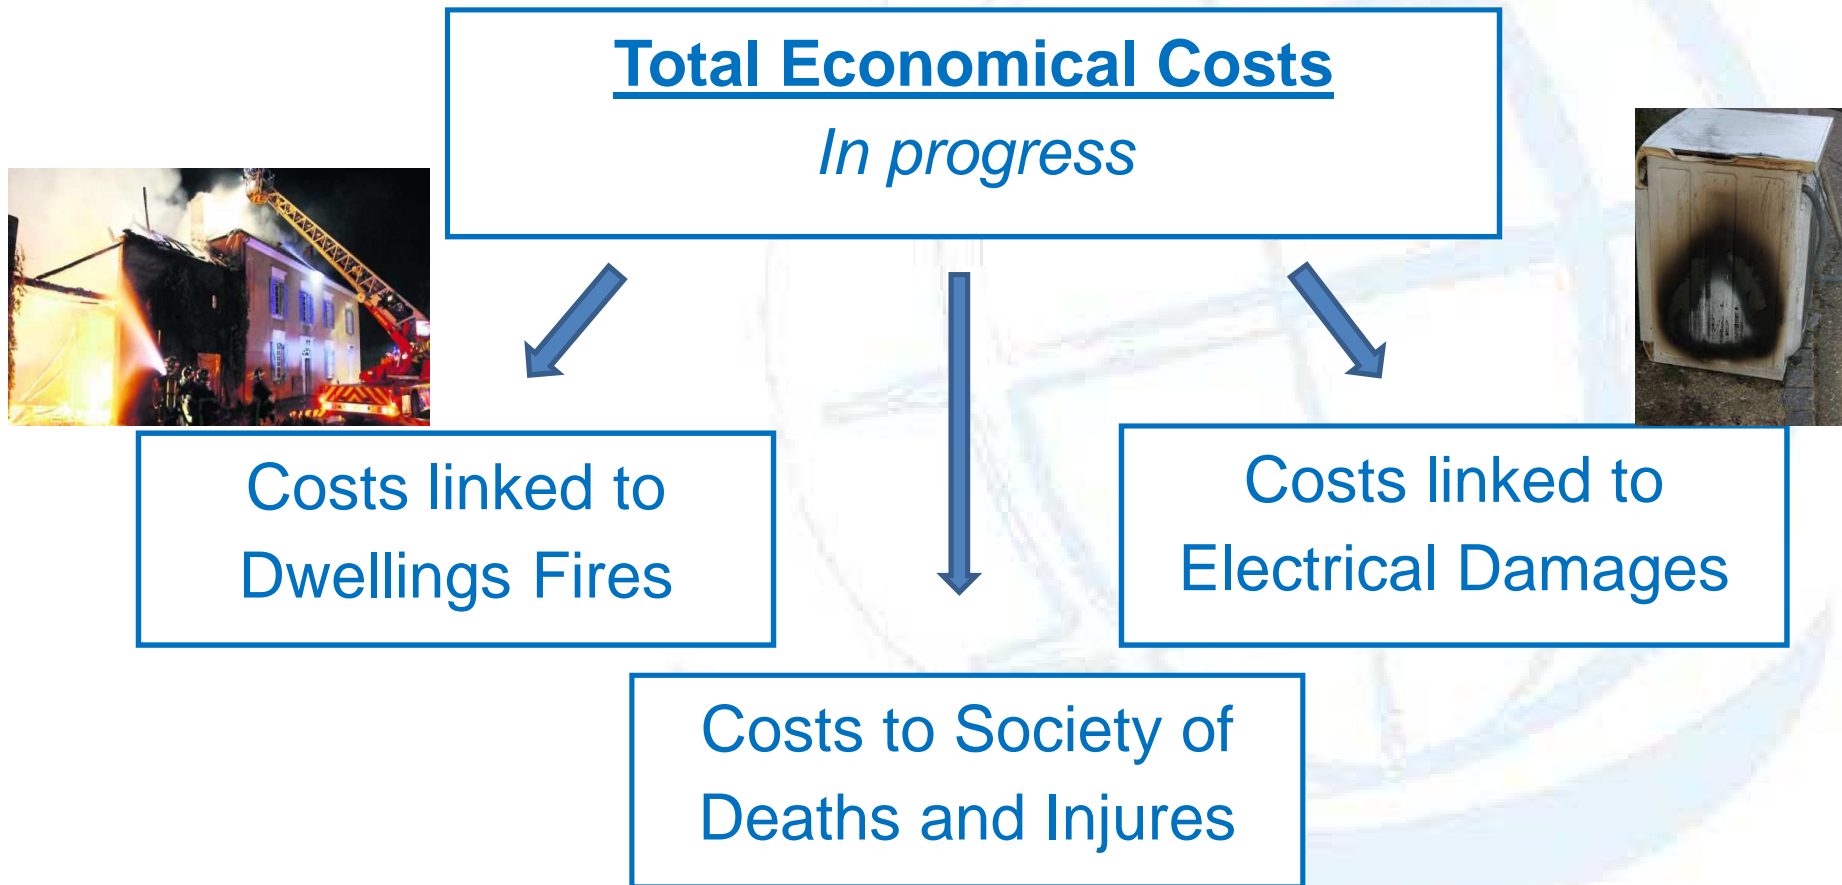 Total Economical Costs
In progress
Costs linked to
Dwellings Fires
Costs linked to
Electrical Damages
Costs to Society of
Deaths and Injures